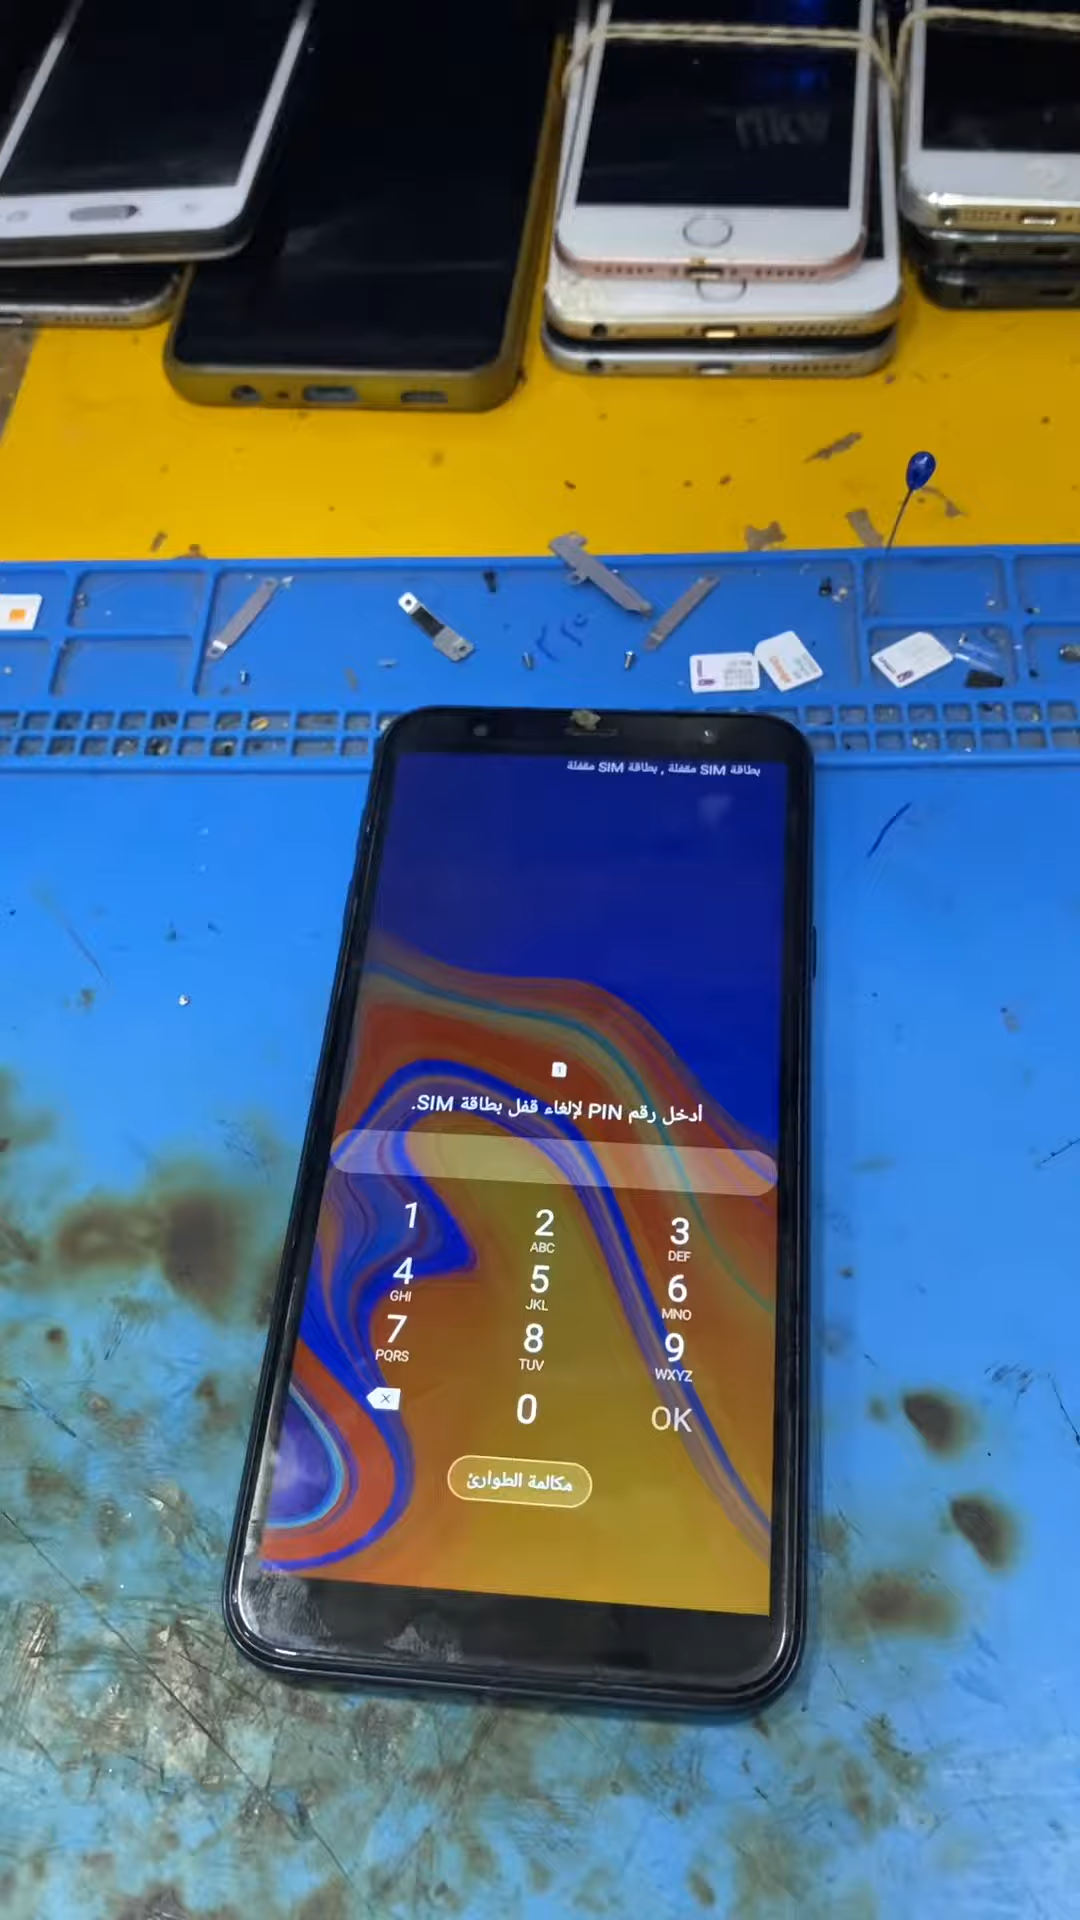 بطاقة SIM مقفلة , بطاقة SIM مقفلة
أدخل رقم PIN لإلغاء قفل بطاقة SIM.
1
2
ABC
3
DEF
4
GHI
5
JKL
6
MNO
7
PQRS
8
TUV
9
WXYZ
0
OK
مكالمة الطوارئ